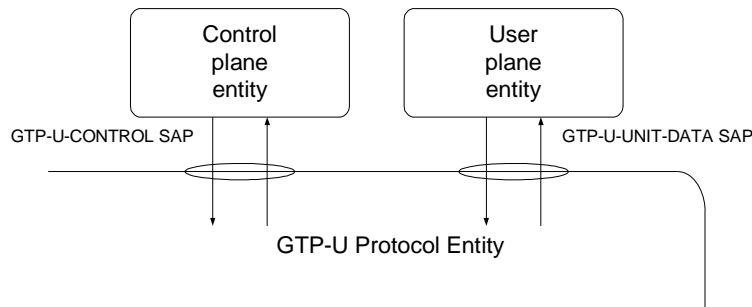 Control
plane
entity
User
plane
entity
GTP-U-CONTROL SAP
GTP-U-UNIT-DATA SAP
GTP-U Protocol Entity